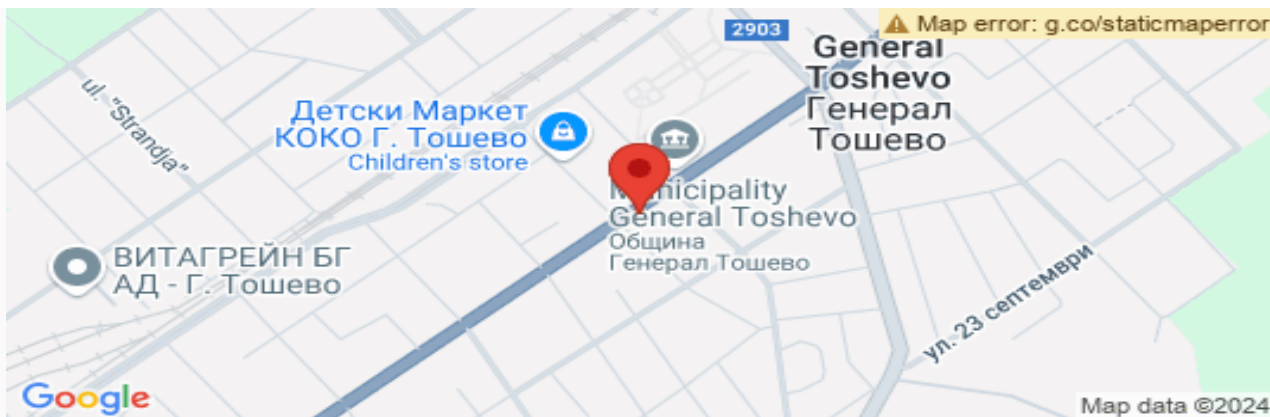 ⚠ Map error: g.co/staticmaperror
2903
General
Toshevo
Генерал
Тошево
ul. "Strandja"
Детски Маркет
КОКО Г. Тошево
Children's store
Municipality
General Toshevo
Община
Генерал Тошево
ВИТАГРЕЙН БГ
АД - Г. Тошево
ул. 23 септември
Google
Map data ©2024